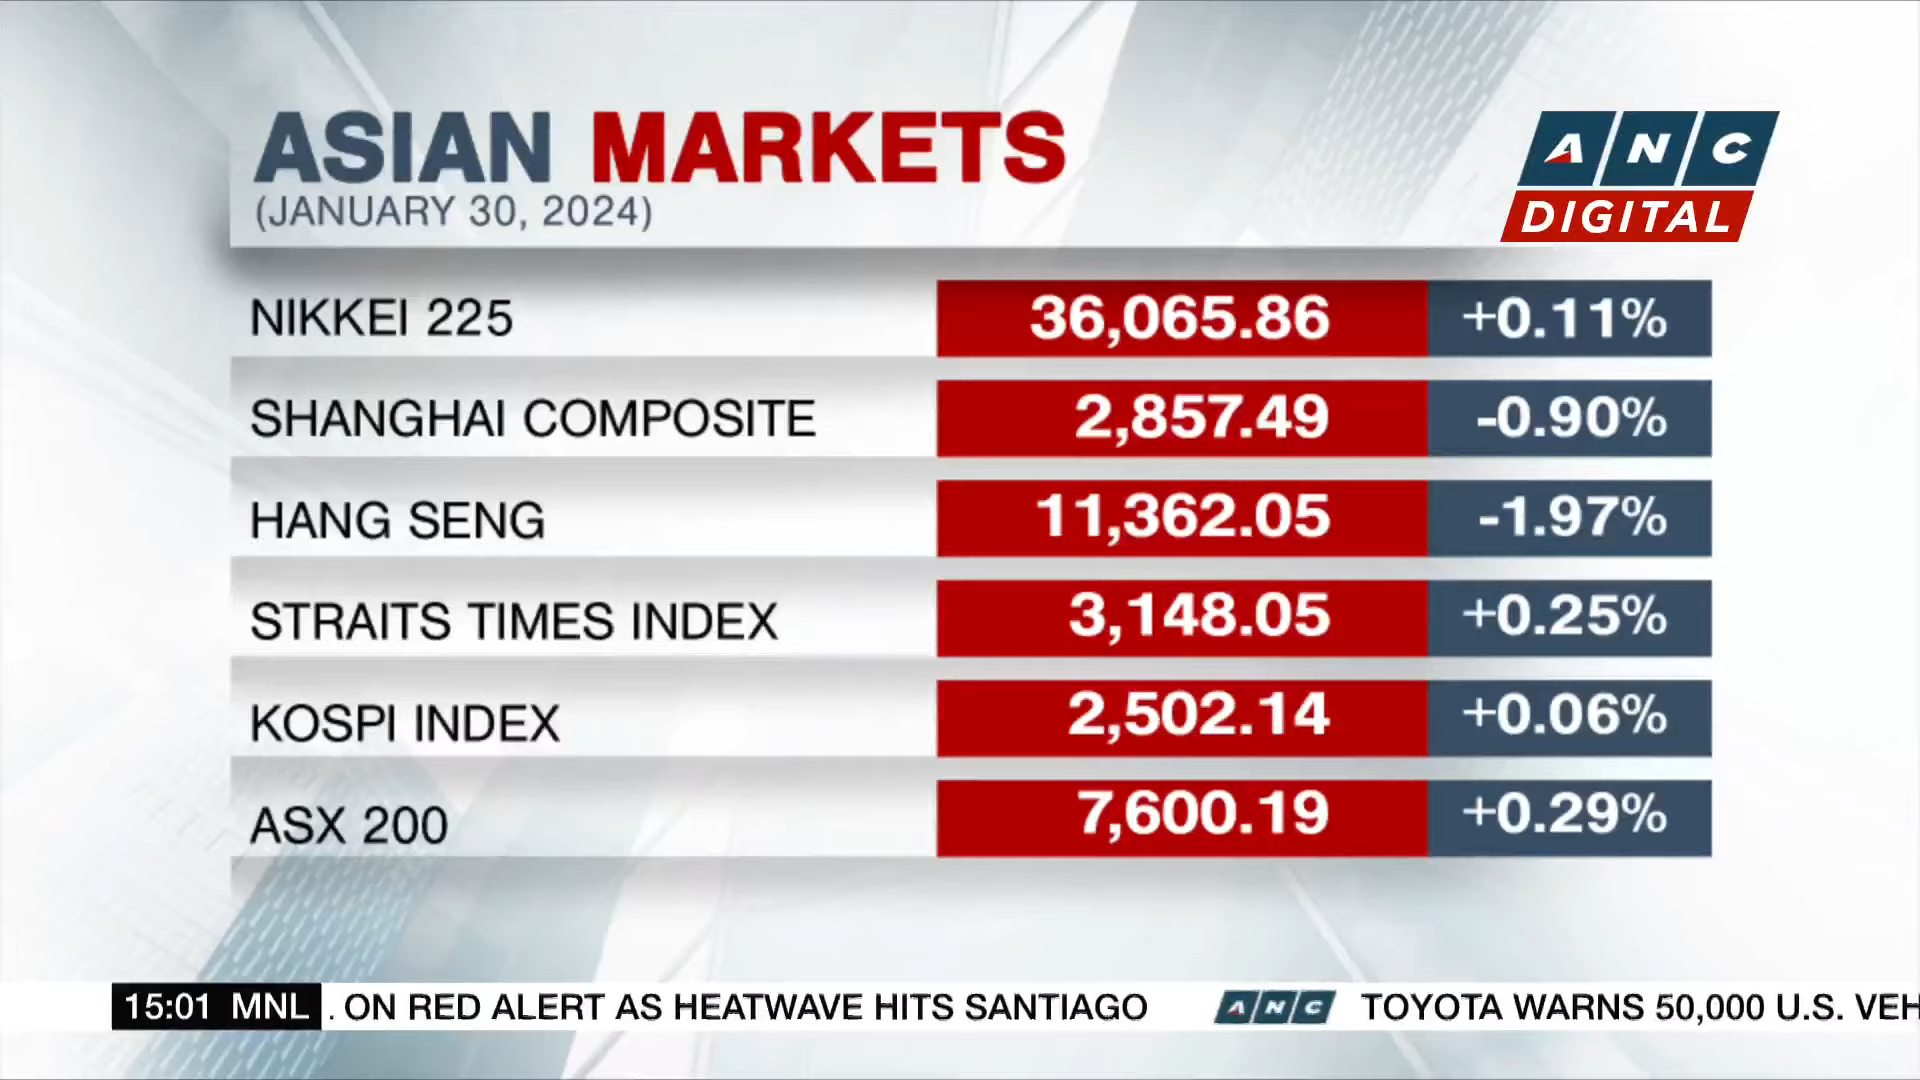 ASIAN MARKETS
(JANUARY 30, 2024)
ANC
DIGITAL
NIKKEI 225 36,065.86 +0.11%
SHANGHAI COMPOSITE 2,857.49 -0.90%
HANG SENG 11,362.05 -1.97%
STRAITS TIMES INDEX 3,148.05 +0.25%
KOSPI INDEX 2,502.14 +0.06%
ASX 200 7,600.19 +0.29%
15:01 MNL . ON RED ALERT AS HEATWAVE HITS SANTIAGO ANC TOYOTA WARNS 50,000 U.S. VEH